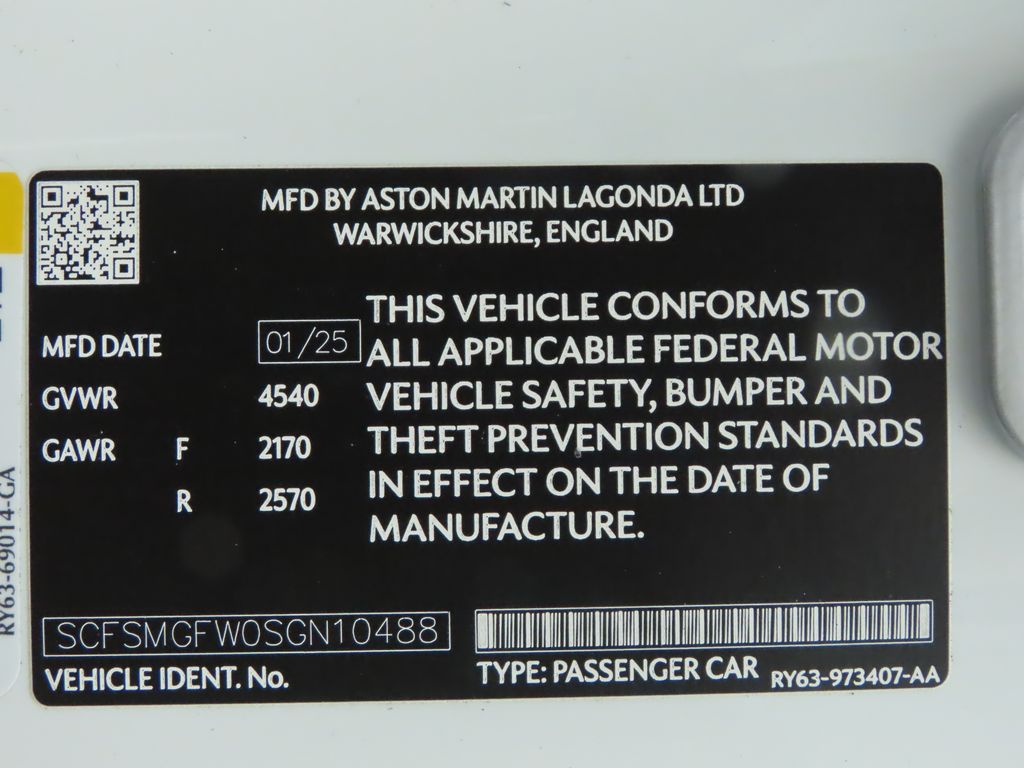 MFD BY ASTON MARTIN LAGONDA LTD
WARWICKSHIRE, ENGLAND
THIS VEHICLE CONFORMS TO
ALL APPLICABLE FEDERAL MOTOR
VEHICLE SAFETY, BUMPER AND
THEFT PREVENTION STANDARDS
IN EFFECT ON THE DATE OF
MANUFACTURE.
MFD DATE 01/25
GVWR 4540
GAWR F 2170
R 2570
SCFSMGFW0SGN10488
VEHICLE IDENT. No.
TYPE: PASSENGER CAR
RY63-973407-AA
RY63-69014-GA